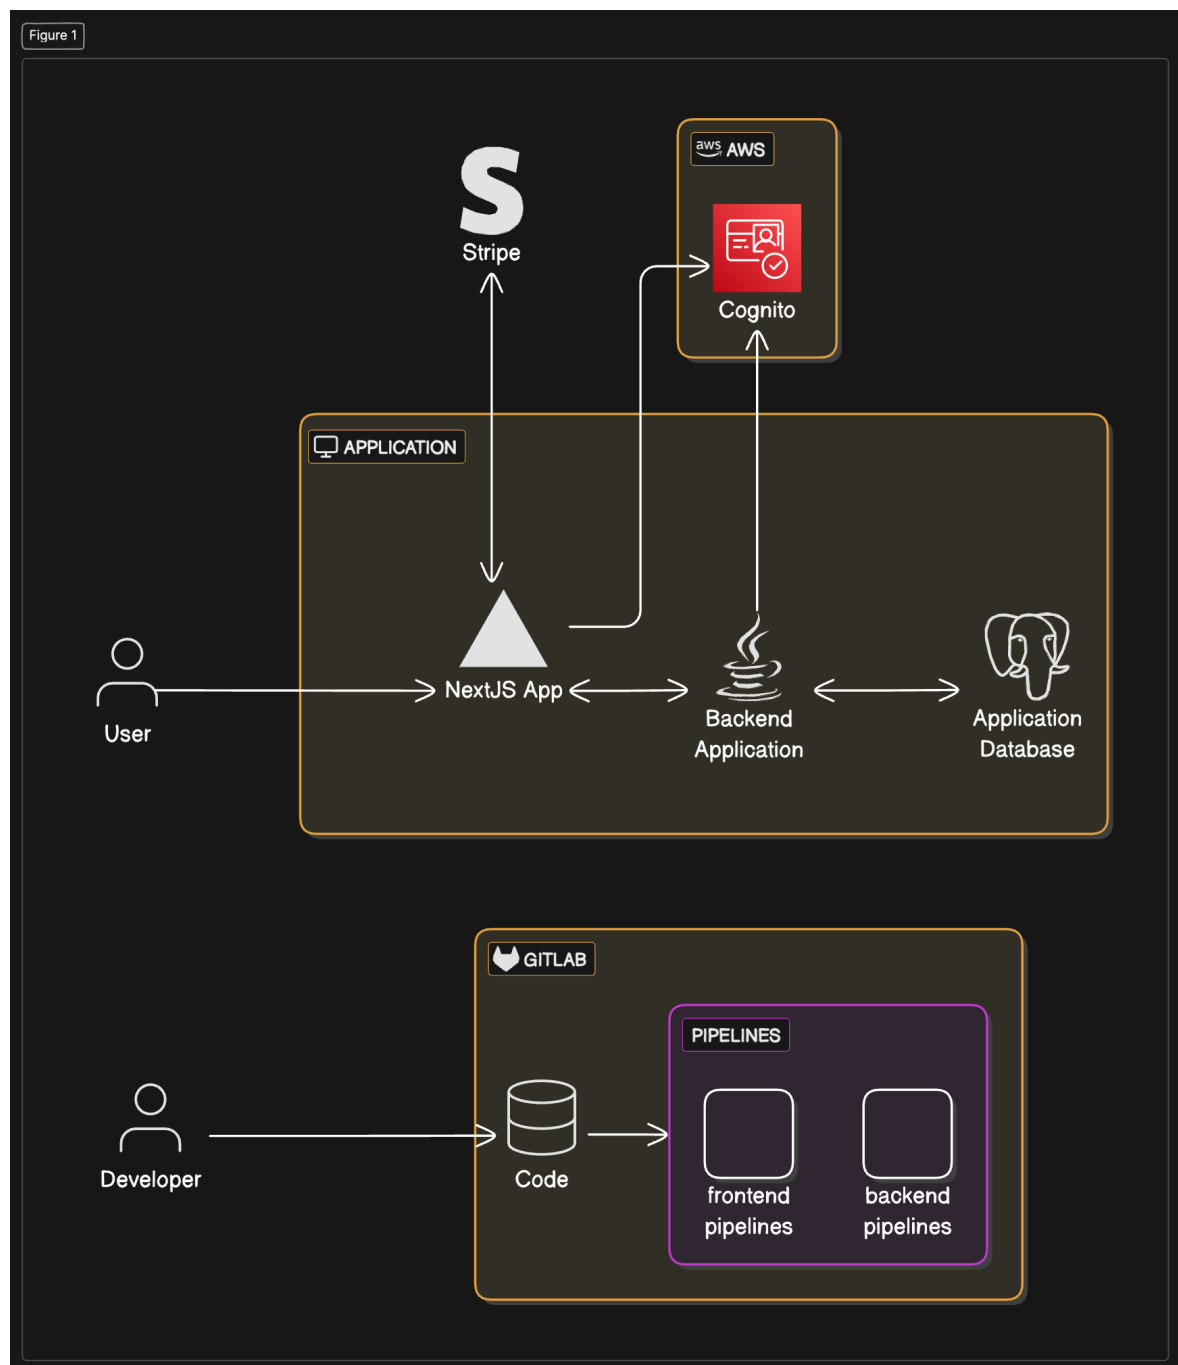 Figure 1
aws AWS
Stripe
Cognito
APPLICATION
NextJS App
User
Backend
Application
Application
Database
GITLAB
PIPELINES
Developer
Code
frontend
pipelines
backend
pipelines